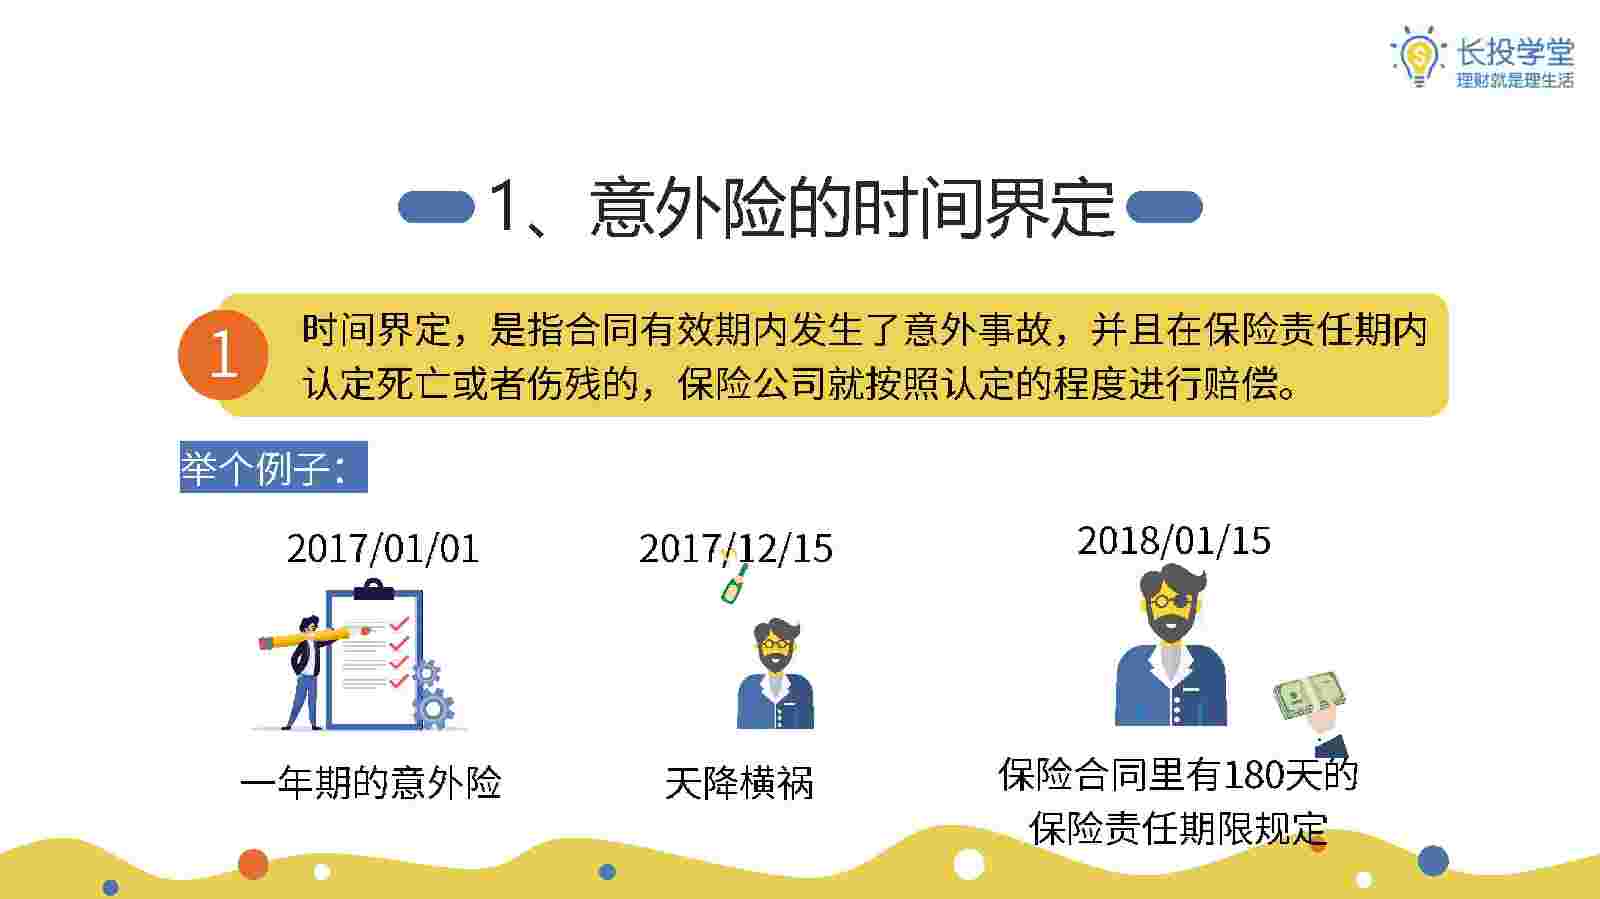 长投学堂
理财就是理生活
1、意外险的时间界定
1
时间界定，是指合同有效期内发生了意外事故，并且在保险责任期内
认定死亡或者伤残的，保险公司就按照认定的程度进行赔偿。
举个例子：
2017/01/01
2017/12/15
2018/01/15
一年期的意外险
天降横祸
保险合同里有180天的
保险责任期限规定